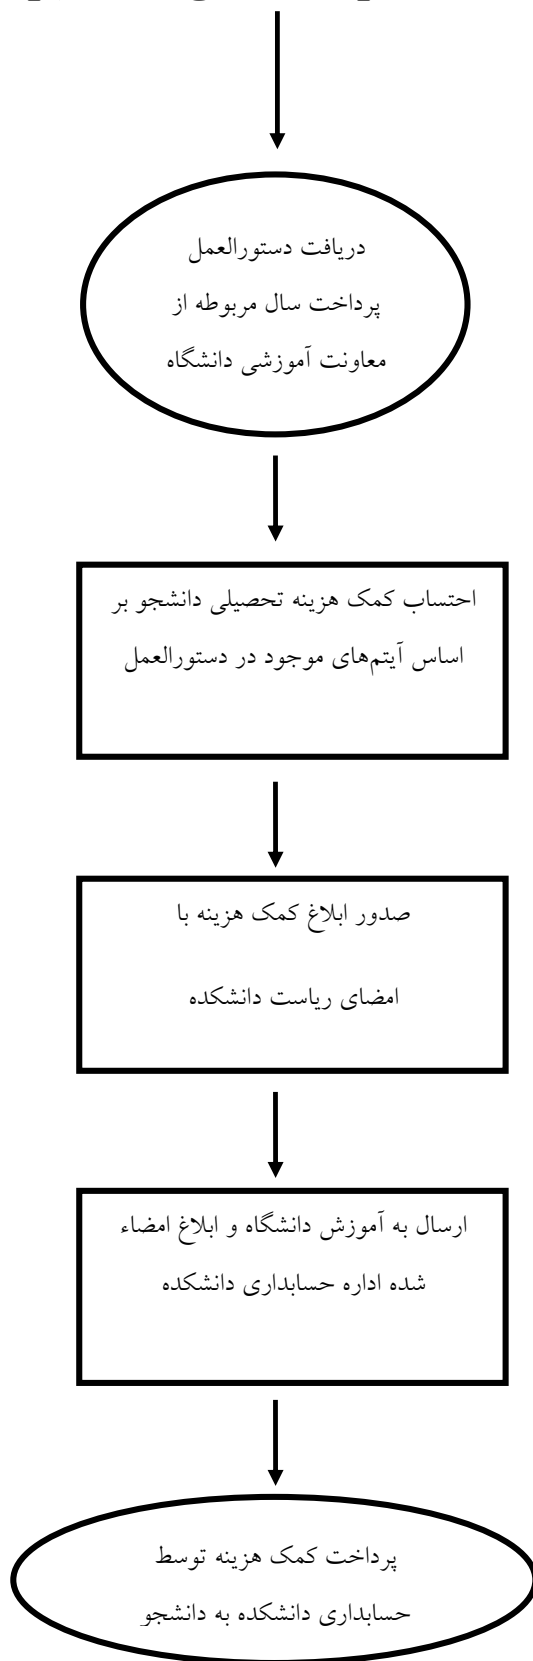 دریافت دستورالعمل
پرداخت سال مربوطه از
معاونت آموزشی دانشگاه
احتساب کمک هزینه تحصیلی دانشجو بر
اساس آیتم‌های موجود در دستورالعمل
صدور ابلاغ کمک هزینه با
امضای ریاست دانشکده
ارسال به آموزش دانشگاه و ابلاغ امضاء
شده اداره حسابداری دانشکده
پرداخت کمک هزینه توسط
حسابداری دانشکده به دانشجو